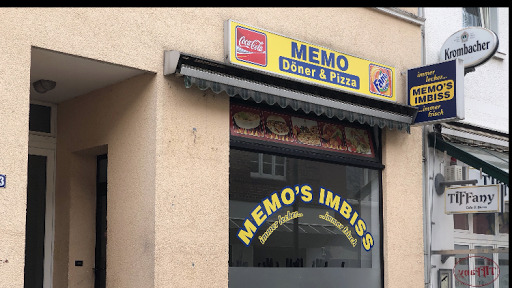 Coca-Cola
MEMO
Döner & Pizza
Fanta
Krombacher
immer
lecker...
MEMO'S
IMBISS
...immer
frisch
MEMO'S IMBISS
immer lecker...
...immer frisch
TIFFany